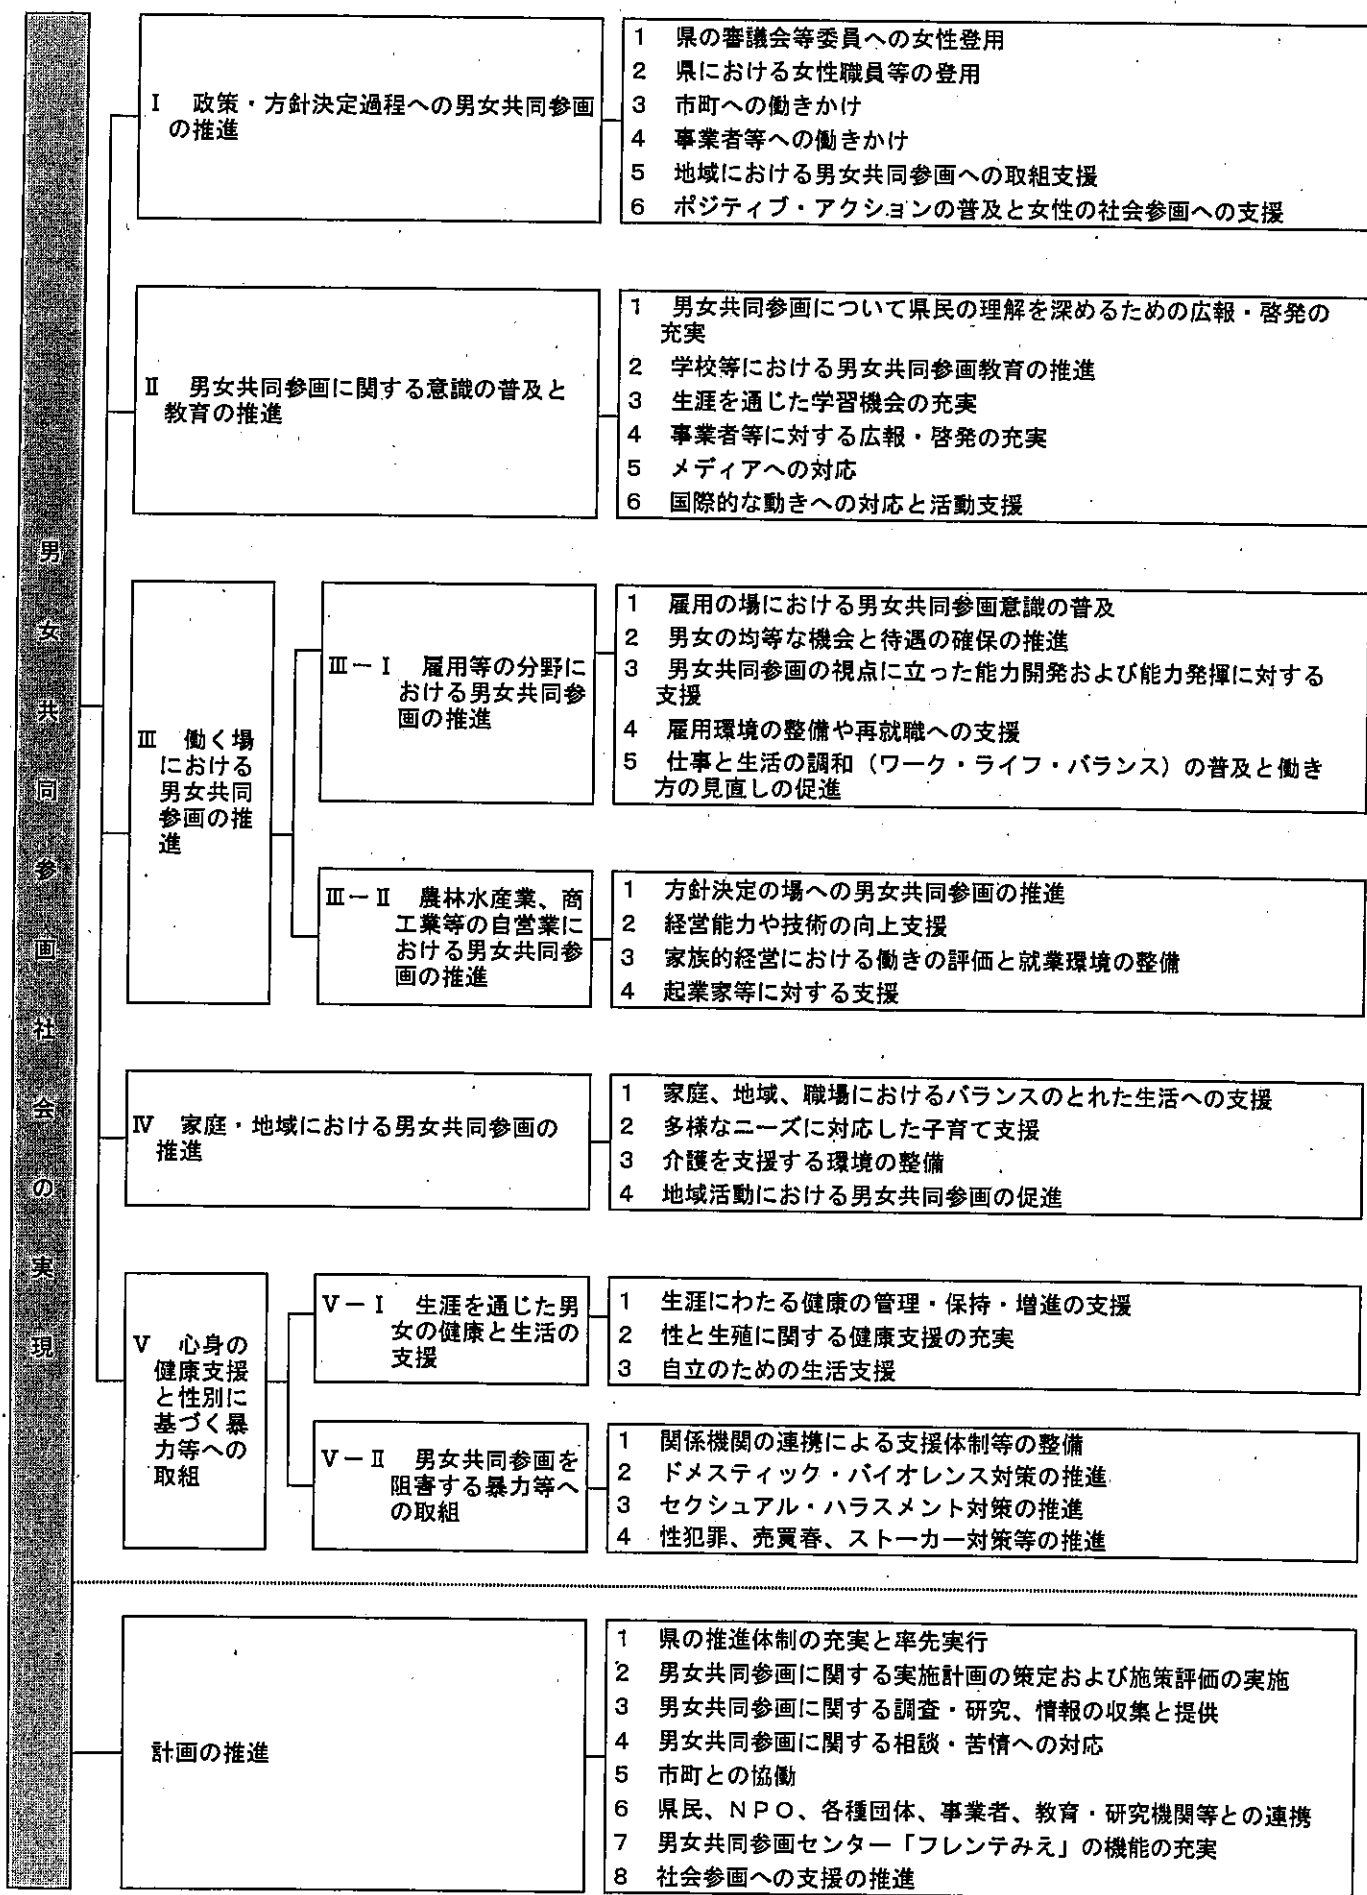 男女共同参画社会の実現
Ⅰ 政策・方針決定過程への男女共同参画
の推進
1 県の審議会等委員への女性登用
2 県における女性職員等の登用
3 市町への働きかけ
4 事業者等への働きかけ
5 地域における男女共同参画への取組支援
6 ポジティブ・アクションの普及と女性の社会参画への支援
Ⅱ 男女共同参画に関する意識の普及と
教育の推進
1 男女共同参画について県民の理解を深めるための広報・啓発の
充実
2 学校等における男女共同参画教育の推進
3 生涯を通じた学習機会の充実
4 事業者等に対する広報・啓発の充実
5 メディアへの対応
6 国際的な動きへの対応と活動支援
Ⅲ 働く場
における
男女共同
参画の推
進
Ⅲ－Ⅰ 雇用等の分野に
おける男女共同参
画の推進
1 雇用の場における男女共同参画意識の普及
2 男女の均等な機会と待遇の確保の推進
3 男女共同参画の視点に立った能力開発および能力発揮に対する
支援
4 雇用環境の整備や再就職への支援
5 仕事と生活の調和（ワーク・ライフ・バランス）の普及と働き
方の見直しの促進
Ⅲ－Ⅱ 農林水産業、商
工業等の自営業に
おける男女共同参
画の推進
1 方針決定の場への男女共同参画の推進
2 経営能力や技術の向上支援
3 家族的経営における働きの評価と就業環境の整備
4 起業家等に対する支援
Ⅳ 家庭・地域における男女共同参画の
推進
1 家庭、地域、職場におけるバランスのとれた生活への支援
2 多様なニーズに対応した子育て支援
3 介護を支援する環境の整備
4 地域活動における男女共同参画の促進
Ⅴ 心身の
健康支援
と性別に
基づく暴
力等への
取組
Ⅴ－Ⅰ 生涯を通じた男
女の健康と生活の
支援
1 生涯にわたる健康の管理・保持・増進の支援
2 性と生殖に関する健康支援の充実
3 自立のための生活支援
Ⅴ－Ⅱ 男女共同参画を
阻害する暴力等へ
の取組
1 関係機関の連携による支援体制等の整備
2 ドメスティック・バイオレンス対策の推進
3 セクシュアル・ハラスメント対策の推進
4 性犯罪、売買春、ストーカー対策等の推進
計画の推進
1 県の推進体制の充実と率先実行
2 男女共同参画に関する実施計画の策定および施策評価の実施
3 男女共同参画に関する調査・研究、情報の収集と提供
4 男女共同参画に関する相談・苦情への対応
5 市町との協働
6 県民、ＮＰＯ、各種団体、事業者、教育・研究機関等との連携
7 男女共同参画センター「フレンテみえ」の機能の充実
8 社会参画への支援の推進